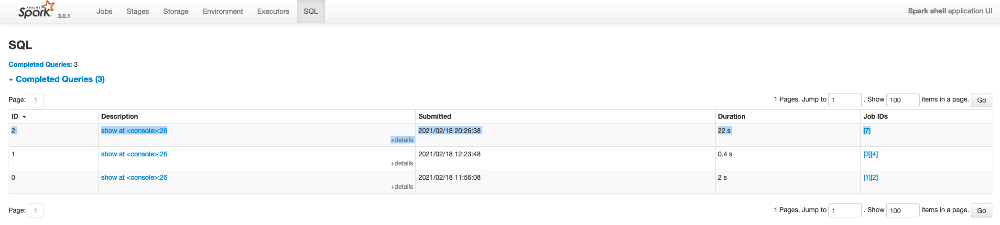 APACHE Spark 3.0.1 Jobs Stages Storage Environment Executors SQL Spark shell application UI
SQL
Completed Queries: 3
Completed Queries (3)
Page: 1 1 Pages. Jump to 1 . Show 100 items in a page. Go
ID Description Submitted Duration Job IDs
2 show at <console>:26 2021/02/18 20:26:38 22 s [7]
+details
1 show at <console>:26 2021/02/18 12:23:48 0.4 s [3][4]
+details
0 show at <console>:26 2021/02/18 11:56:08 2 s [1][2]
+details
Page: 1 1 Pages. Jump to 1 . Show 100 items in a page. Go